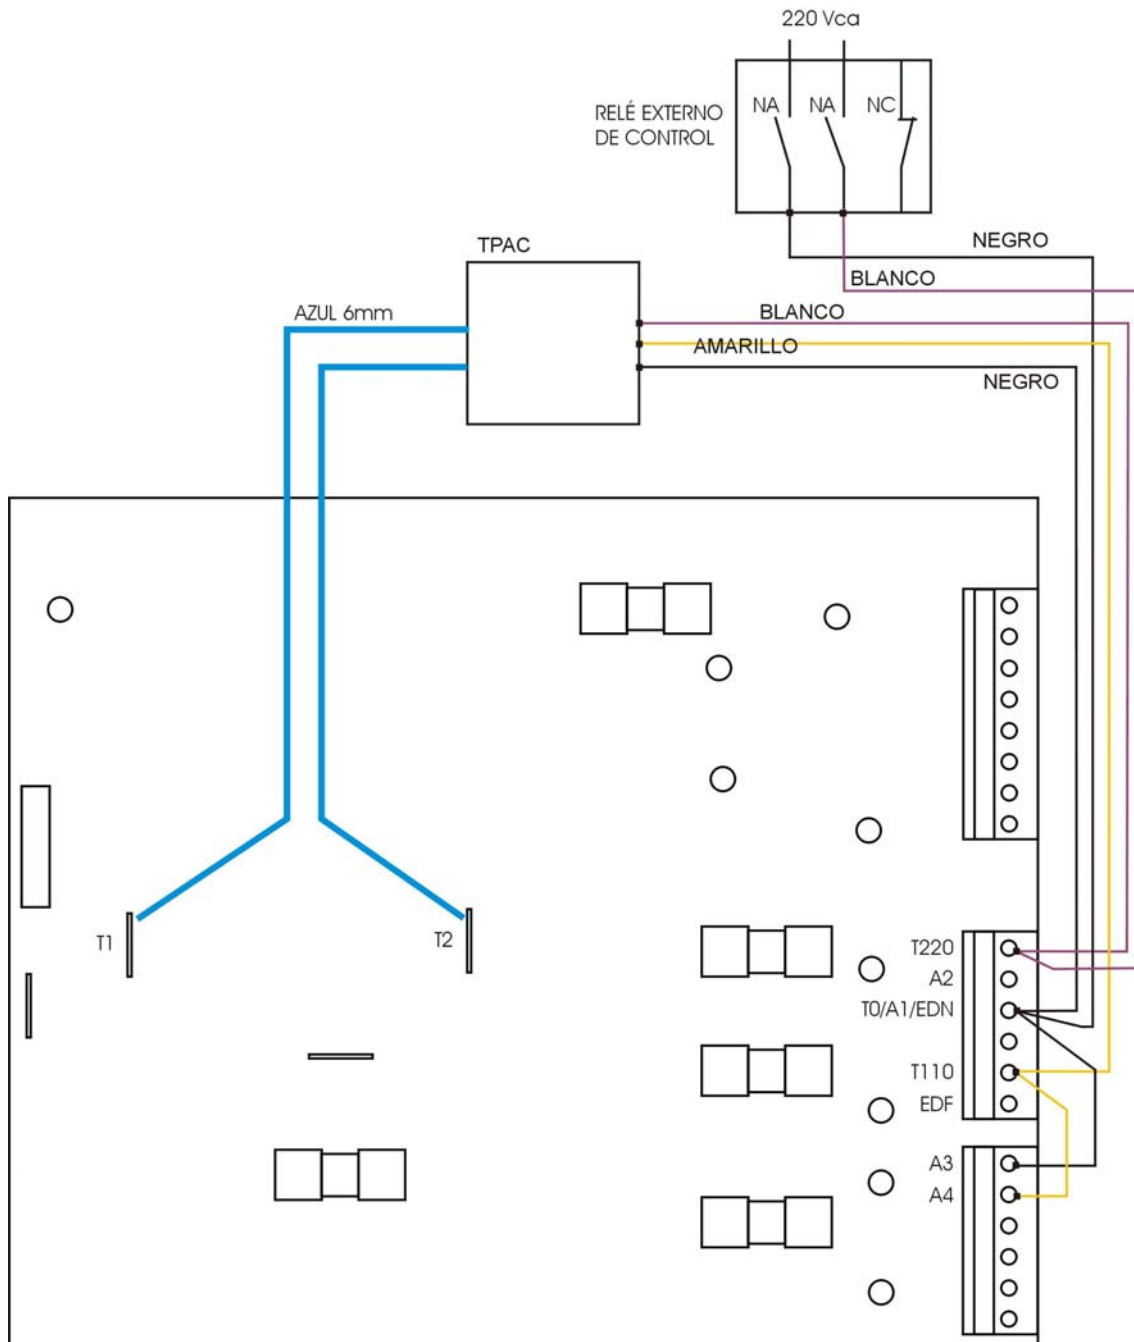 220 Vca
RELÉ EXTERNO
DE CONTROL
NA
NA
NC
NEGRO
BLANCO
TPAC
AZUL 6mm
BLANCO
AMARILLO
NEGRO
T1
T2
T220
A2
T0/A1/EDN
T110
EDF
A3
A4